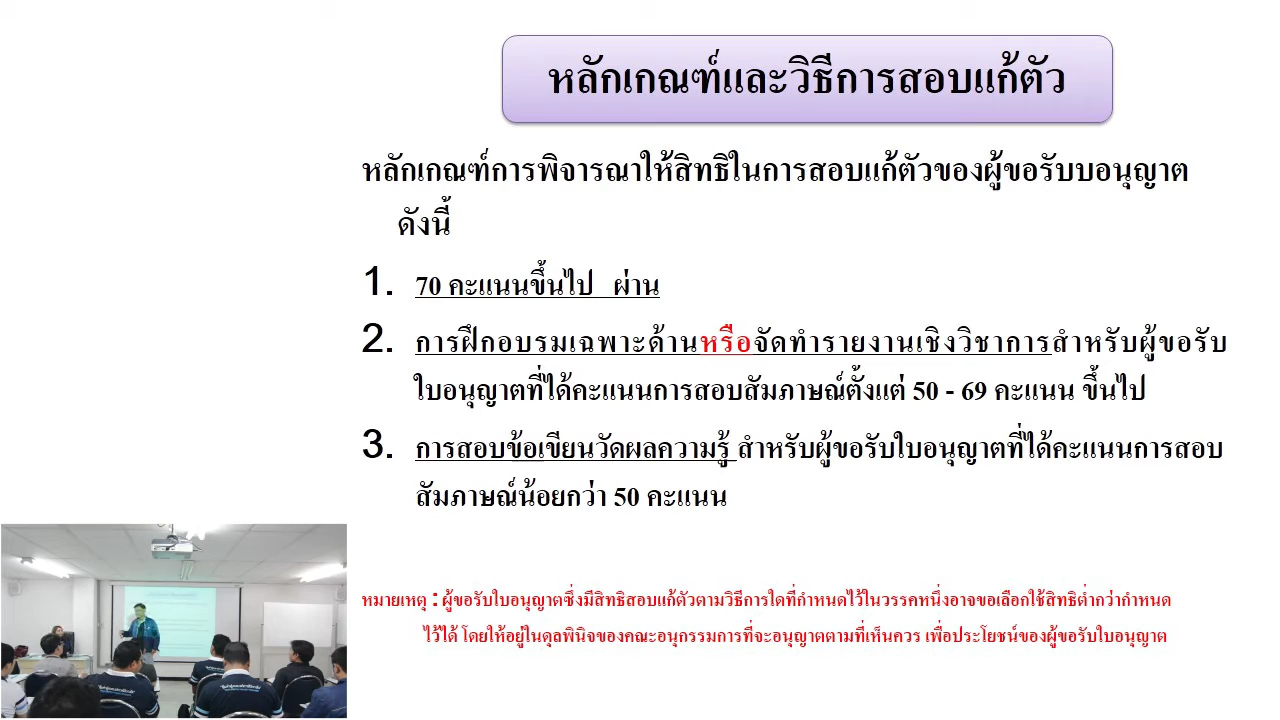 หลักเกณฑ์และวิธีการสอบแก้ตัว
หลักเกณฑ์การพิจารณาให้สิทธิในการสอบแก้ตัวของผู้ขอรับบอนุญาต
ดังนี้
1. 70 คะแนนขึ้นไป ผ่าน
2. การฝึกอบรมเฉพาะด้านหรือจัดทำรายงานเชิงวิชาการสำหรับผู้ขอรับ
ใบอนุญาตที่ได้คะแนนการสอบสัมภาษณ์ตั้งแต่ 50 - 69 คะแนน ขึ้นไป
3. การสอบข้อเขียนวัดผลความรู้ สำหรับผู้ขอรับใบอนุญาตที่ได้คะแนนการสอบ
สัมภาษณ์น้อยกว่า 50 คะแนน
หมายเหตุ : ผู้ขอรับใบอนุญาตซึ่งมีสิทธิสอบแก้ตัวตามวิธีการใดที่กำหนดไว้ในวรรคหนึ่งอาจขอเลือกใช้สิทธิต่ำกว่ากำหนด
ไว้ได้ โดยให้อยู่ในดุลพินิจของคณะอนุกรรมการที่จะอนุญาตตามที่เห็นควร เพื่อประโยชน์ของผู้ขอรับใบอนุญาต